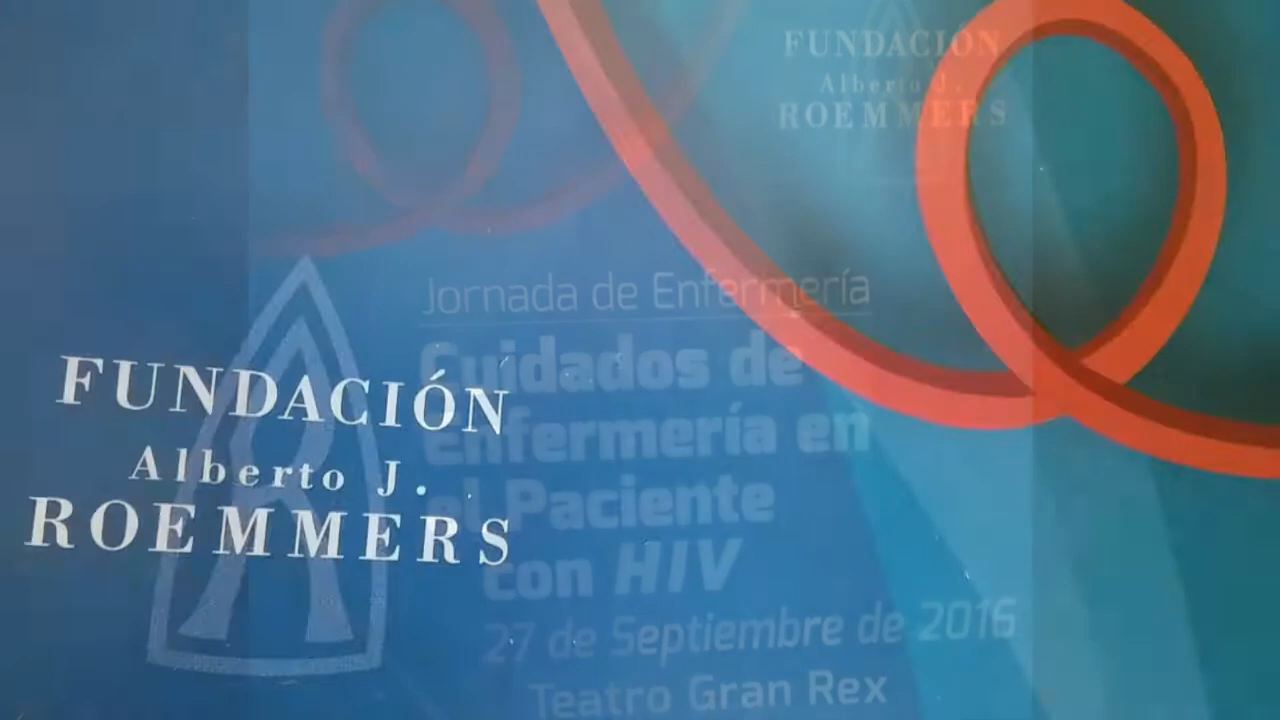 FUNDACIÓN
Alberto J.
ROEMMERS
Jornada de Enfermería
Cuidados de
Enfermería en
el Paciente
con HIV
27 de Septiembre de 2016
Teatro Gran Rex
FUNDACIÓN
Alberto J.
ROEMMERS